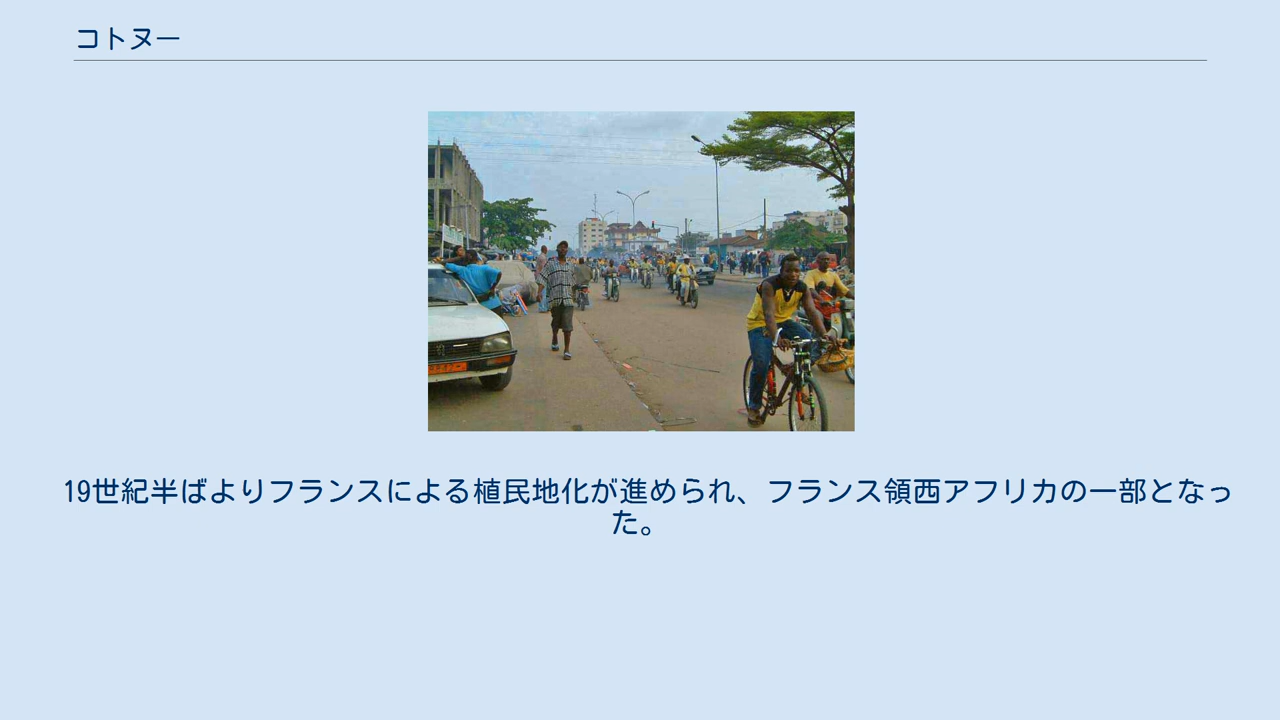 コトヌー
19世紀半ばよりフランスによる植民地化が進められ、フランス領西アフリカの一部となっ
た。